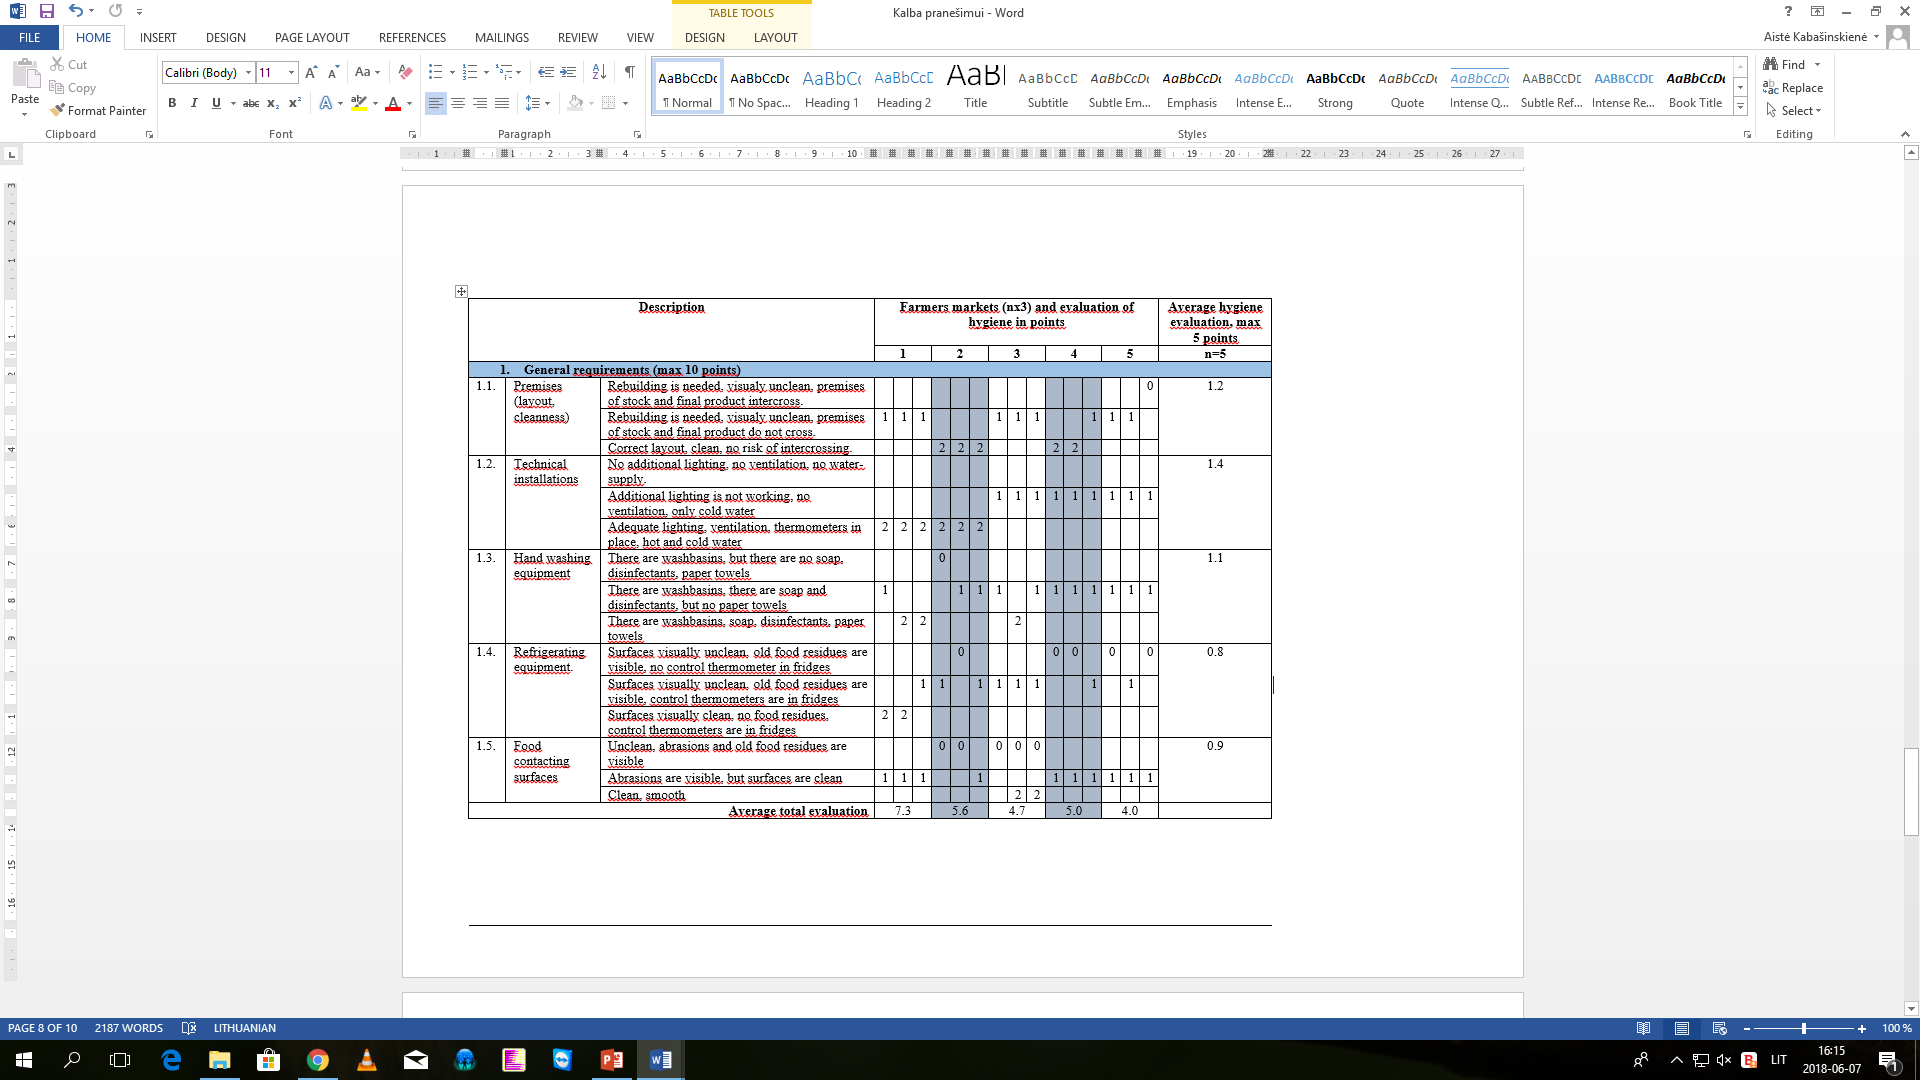 TABLE TOOLS
Kalba pranešimui - Word
?
FILE HOME INSERT DESIGN PAGE LAYOUT REFERENCES MAILINGS REVIEW VIEW DESIGN LAYOUT
Aistė Kabašinskienė
Paste
Cut
Copy
Format Painter
Clipboard
Calibri (Body) 11
Font
Paragraph
AaBbCcDc AaBbCcDc AaBbCc AaBbCcD AaBl AaBbCcD AaBbCcDc AaBbCcDc AaBbCcDc AaBbCcDc AaBbCcDc AaBbCcDc AaBbCcDc AaBbCcDc AaBbCcDc
¶ Normal ¶ No Spac... Heading 1 Heading 2 Title Subtitle Subtle Em... Emphasis Intense E... Strong Quote Intense Q... Subtle Ref... Intense Re... Book Title
Styles
Find
Replace
Select
Editing
Description
Farmers markets (nx3) and evaluation of
hygiene in points
Average hygiene
evaluation, max
5 points
1 2 3 4 5 n=5
1. General requirements (max 10 points)
1.1. Premises
(layout,
cleanness)
Rebuilding is needed, visualy unclean, premises
of stock and final product intercross.
0
1.2
Rebuilding is needed, visualy unclean, premises
of stock and final product do not cross.
1 1 1 1 1 1 1 1 1
Correct layout, clean, no risk of intercrossing.
2 2 2 2 2
1.2. Technical
installations
No additional lighting, no ventilation, no water-
supply.
1.4
Additional lighting is not working, no
ventilation, only cold water
1 1 1 1 1 1 1 1 1
Adequate lighting, ventilation, thermometers in
place, hot and cold water
2 2 2 2 2 2
1.3. Hand washing
equipment
There are washbasins, but there are no soap,
disinfectants, paper towels
0
1.1
There are washbasins, there are soap and
disinfectants, but no paper towels
1 1 1 1 1 1 1 1 1 1 1
There are washbasins, soap, disinfectants, paper
towels
2 2 2
1.4. Refrigerating
equipment.
Surfaces visually unclean, old food residues are
visible, no control thermometer in fridges
0 0 0 0 0
0.8
Surfaces visually unclean, old food residues are
visible, control thermometers are in fridges
1 1 1 1 1 1 1 1
Surfaces visually clean, no food residues,
control thermometers are in fridges
2 2
1.5. Food
contacting
surfaces
Unclean, abrasions and old food residues are
visible
0 0 0 0 0
0.9
Abrasions are visible, but surfaces are clean
1 1 1 1 1 1 1 1 1 1
Clean, smooth
2 2
Average total evaluation 7.3 5.6 4.7 5.0 4.0
PAGE 8 OF 10 2187 WORDS LITHUANIAN
100 %
LIT
16:15
2018-06-07